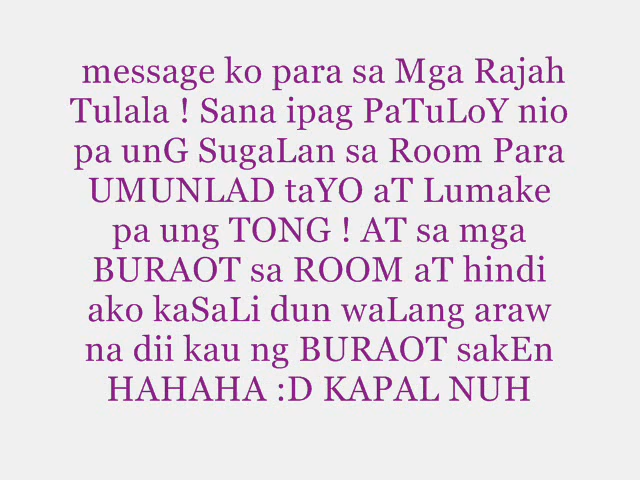 message ko para sa Mga Rajah
Tulala ! Sana ipag PaTuLoY nio
pa unG SugaLan sa Room Para
UMUNLAD taYO aT Lumake
pa ung TONG ! AT sa mga
BURAOT sa ROOM aT hindi
ako kaSaLi dun waLang araw
na dii kau ng BURAOT sakEn
HAHAHA :D KAPAL NUH